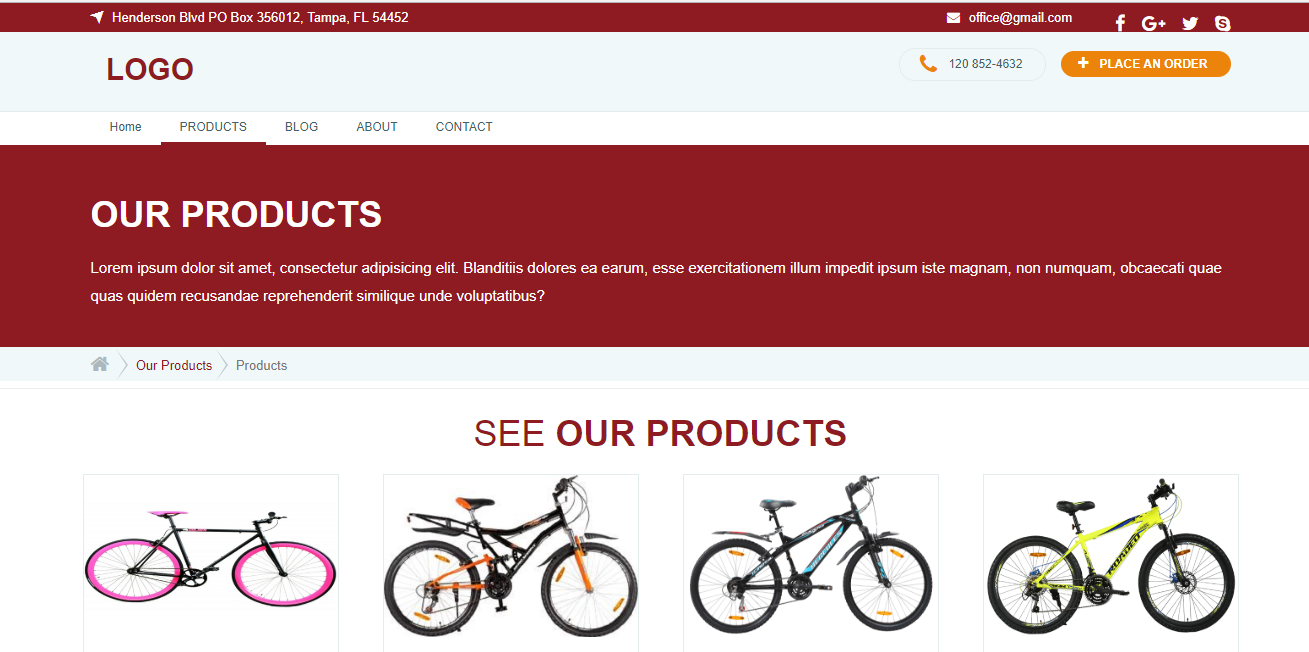 Henderson Blvd PO Box 356012, Tampa, FL 54452
office@gmail.com
LOGO
120 852-4632
PLACE AN ORDER
Home PRODUCTS BLOG ABOUT CONTACT
OUR PRODUCTS
Lorem ipsum dolor sit amet, consectetur adipisicing elit. Blanditiis dolores ea earum, esse exercitationem illum impedit ipsum iste magnam, non numquam, obcaecati quae
quas quidem recusandae reprehenderit similique unde voluptatibus?
Our Products Products
SEE OUR PRODUCTS
ROADEO